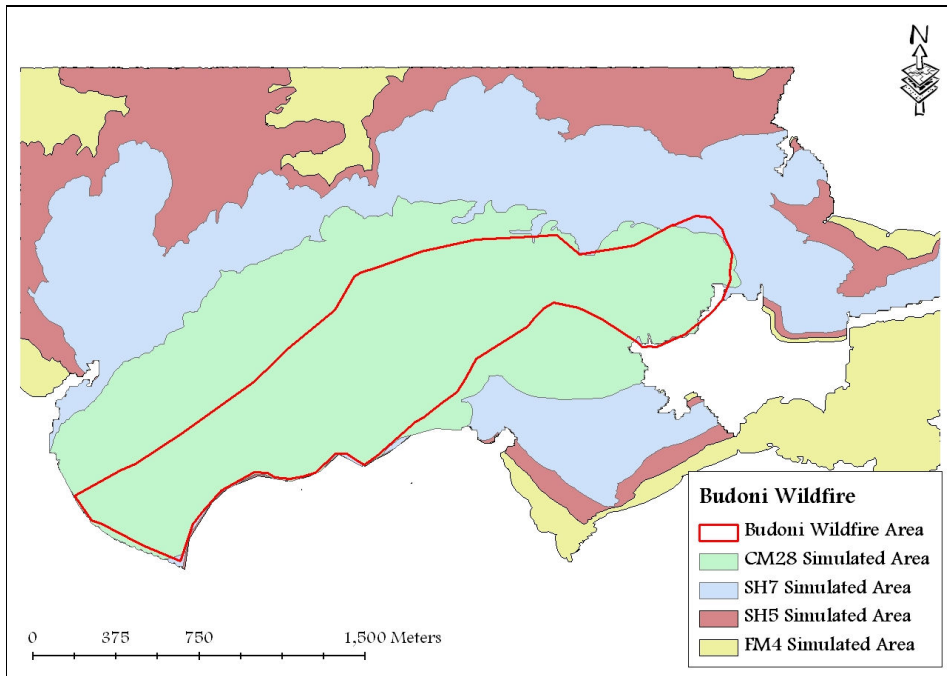 N
Budoni Wildfire
Budoni Wildfire Area
CM28 Simulated Area
SH7 Simulated Area
SH5 Simulated Area
FM4 Simulated Area
0 375 750 1,500 Meters